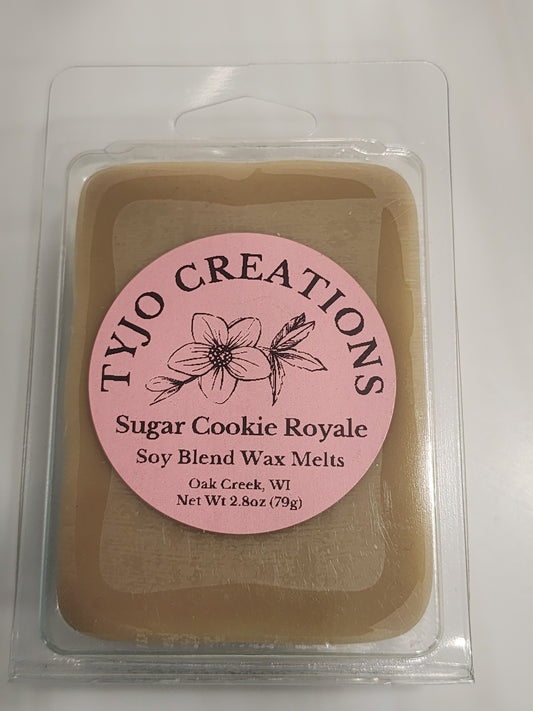 TYJO CREATIONS
Sugar Cookie Royale
Soy Blend Wax Melts
Oak Creek, WI
Net Wt 2.8oz (79g)